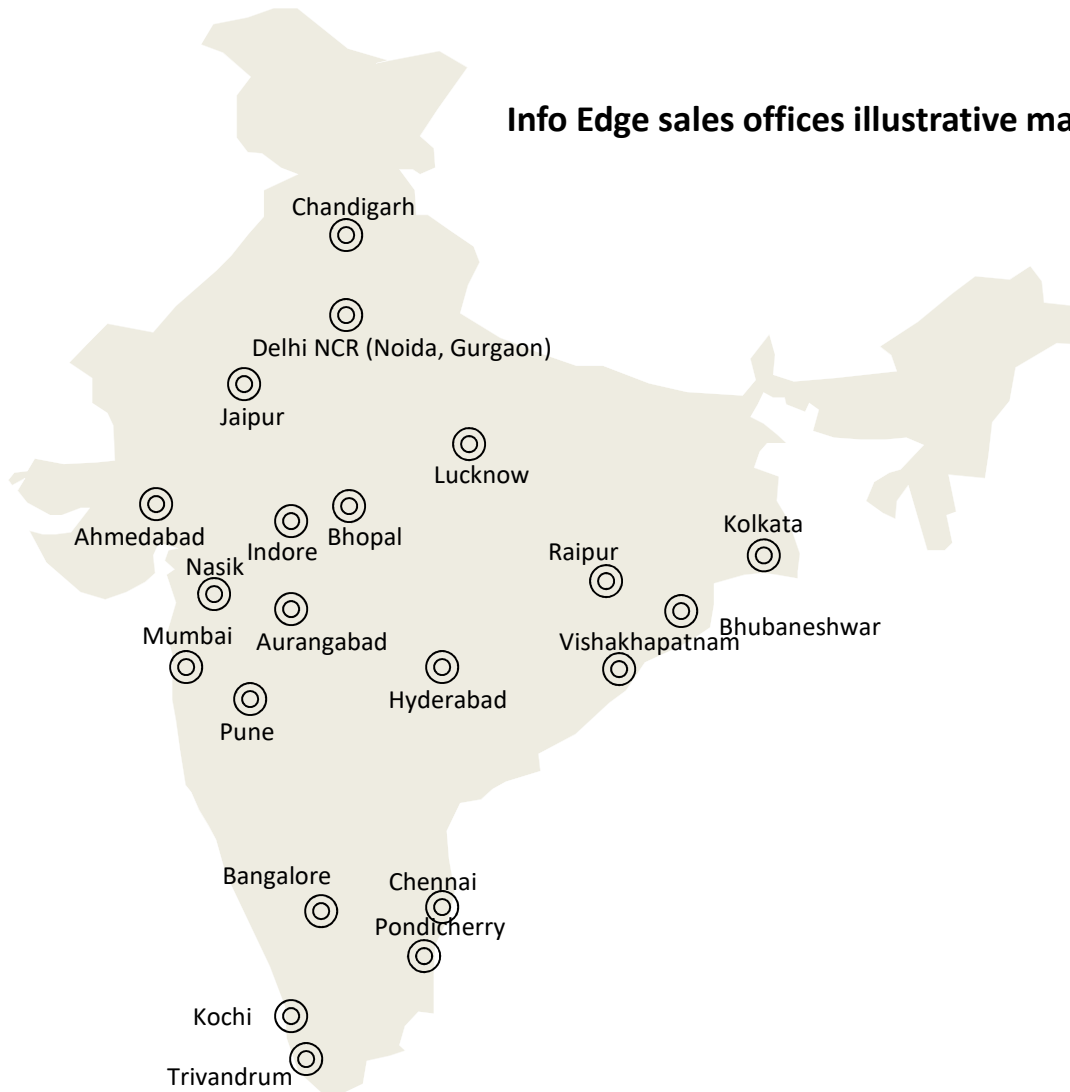 Info Edge sales offices illustrative ma
Chandigarh
Delhi NCR (Noida, Gurgaon)
Jaipur
Lucknow
Ahmedabad
Indore
Bhopal
Kolkata
Raipur
Nasik
Mumbai
Aurangabad
Vishakhapatnam
Bhubaneshwar
Hyderabad
Pune
Bangalore
Chennai
Pondicherry
Kochi
Trivandrum